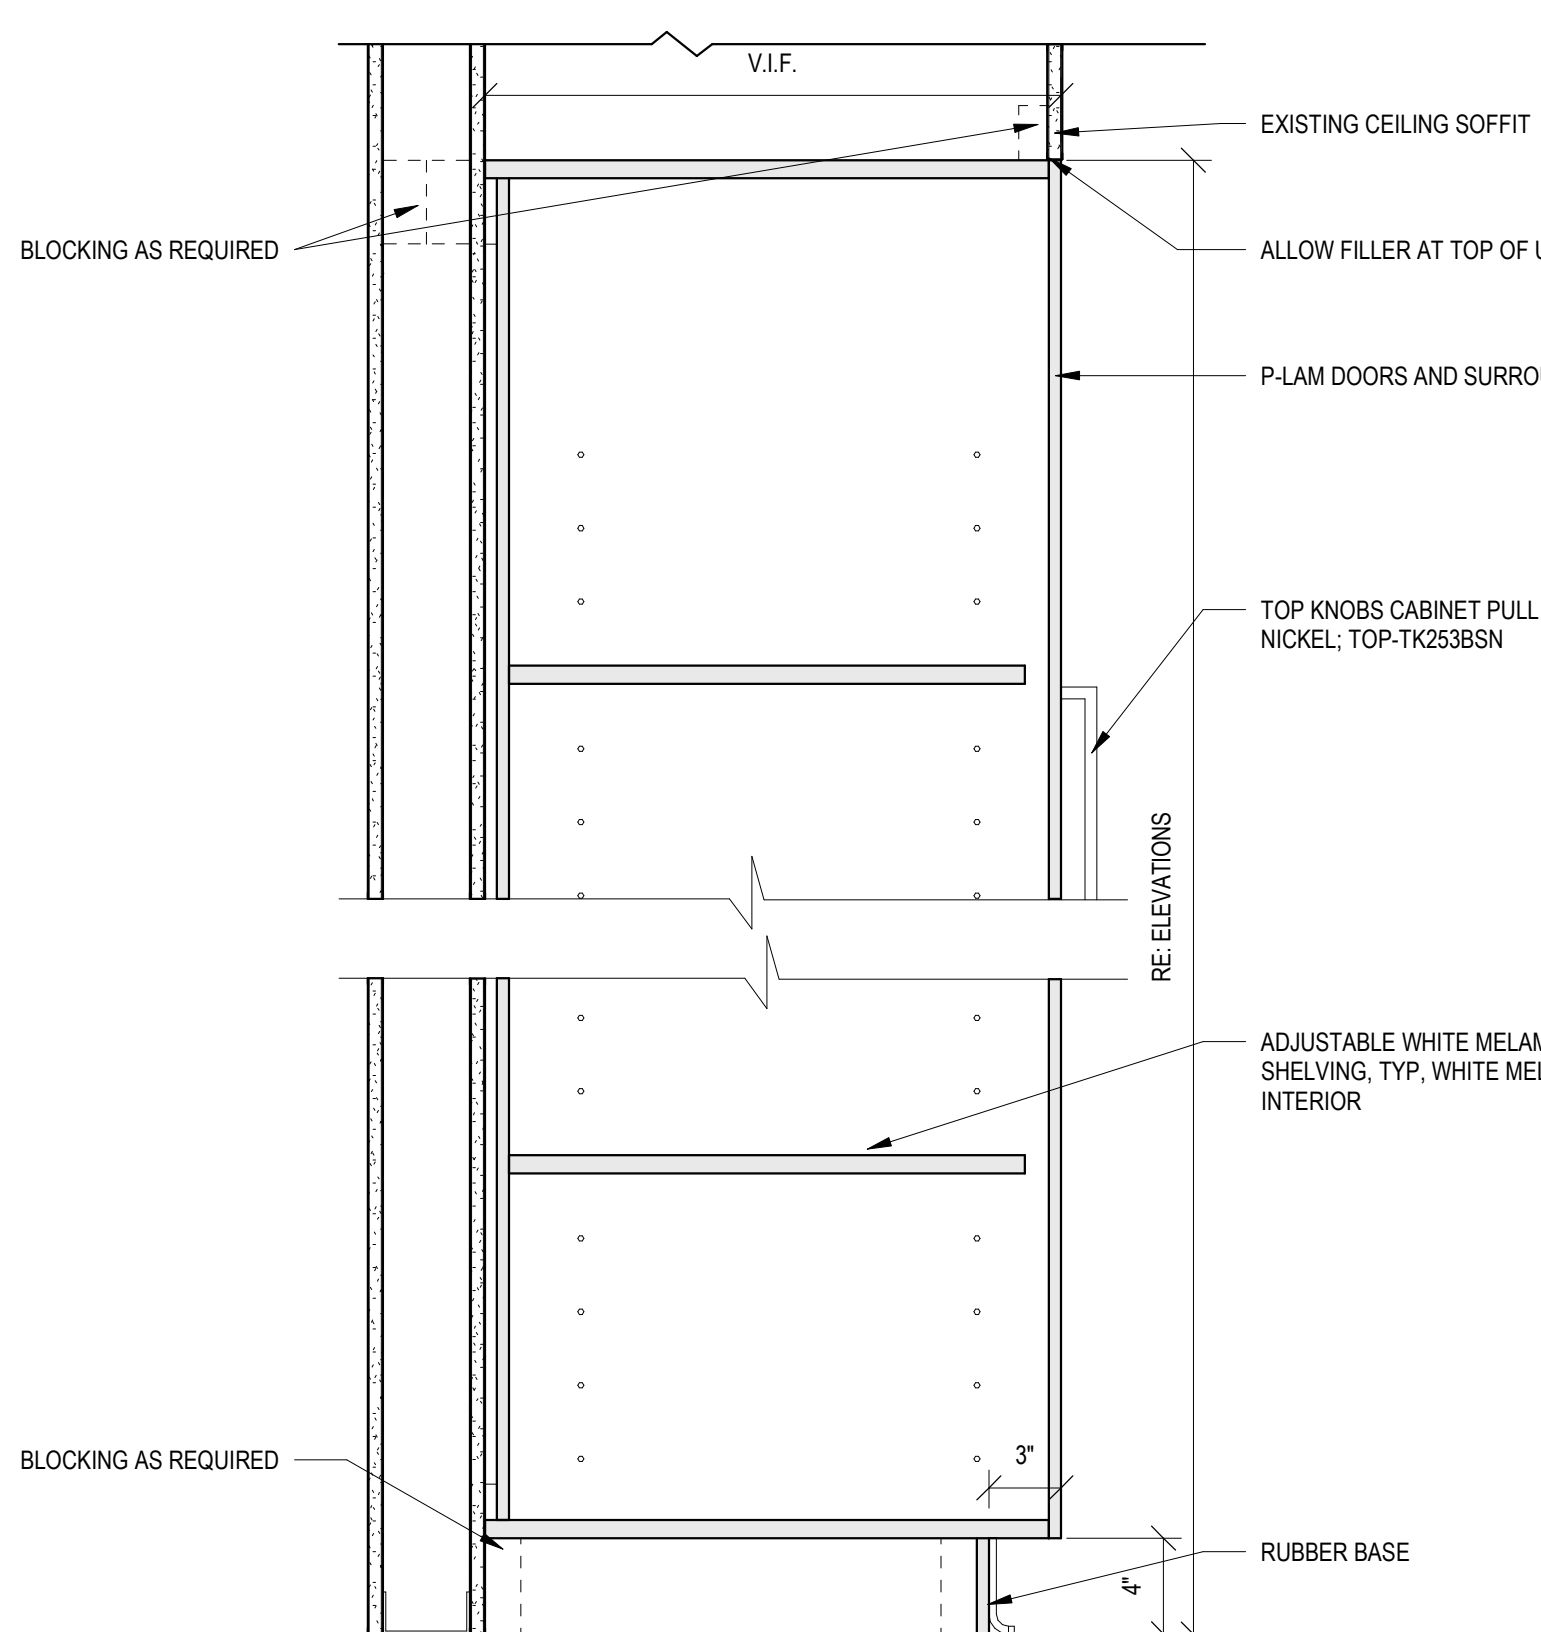 V.I.F.
EXISTING CEILING SOFFIT
BLOCKING AS REQUIRED
ALLOW FILLER AT TOP OF
P-LAM DOORS AND
TOP KNOBS CABINET PULL
NICKEL; TOP-TK253BSN
RE: ELEVATIONS
ADJUSTABLE WHITE
SHELVING, TYP, WHITE
INTERIOR
BLOCKING AS REQUIRED
3"
RUBBER BASE
4"